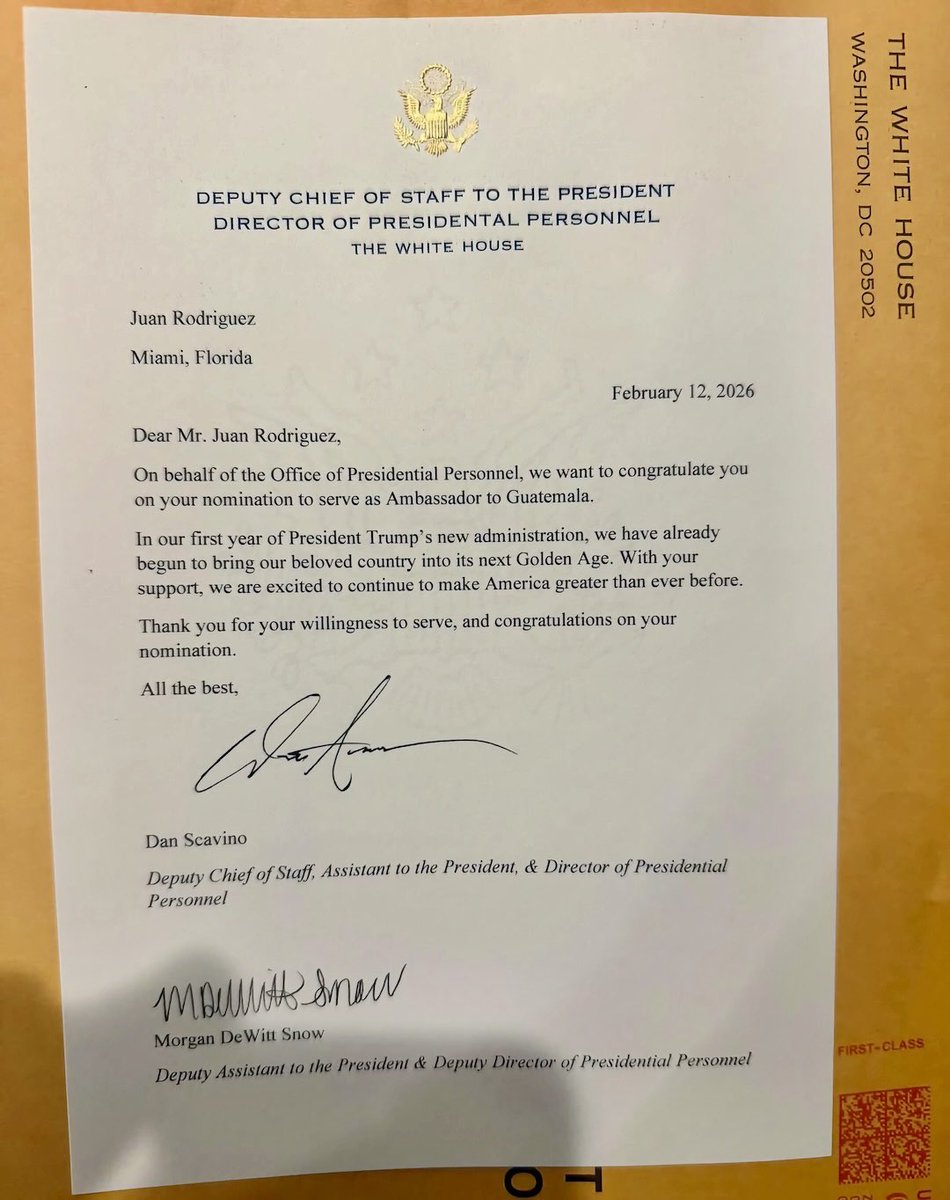 DEPUTY CHIEF OF STAFF TO THE PRESIDENT
DIRECTOR OF PRESIDENTAL PERSONNEL
THE WHITE HOUSE
Juan Rodriguez
Miami, Florida
February 12, 2026
Dear Mr. Juan Rodriguez,
On behalf of the Office of Presidential Personnel, we want to congratulate you
on your nomination to serve as Ambassador to Guatemala.
In our first year of President Trump's new administration, we have already
begun to bring our beloved country into its next Golden Age. With your
support, we are excited to continue to make America greater than ever before.
Thank you for your willingness to serve, and congratulations on your
nomination.
All the best,
Dan Scavino
Deputy Chief of Staff, Assistant to the President, & Director of Presidential
Personnel
MDeWitt Snow
Morgan DeWitt Snow
Deputy Assistant to the President & Deputy Director of Presidential Personnel
THE WHITE HOUSE
WASHINGTON, DC 20502
FIRST-CLASS
TO